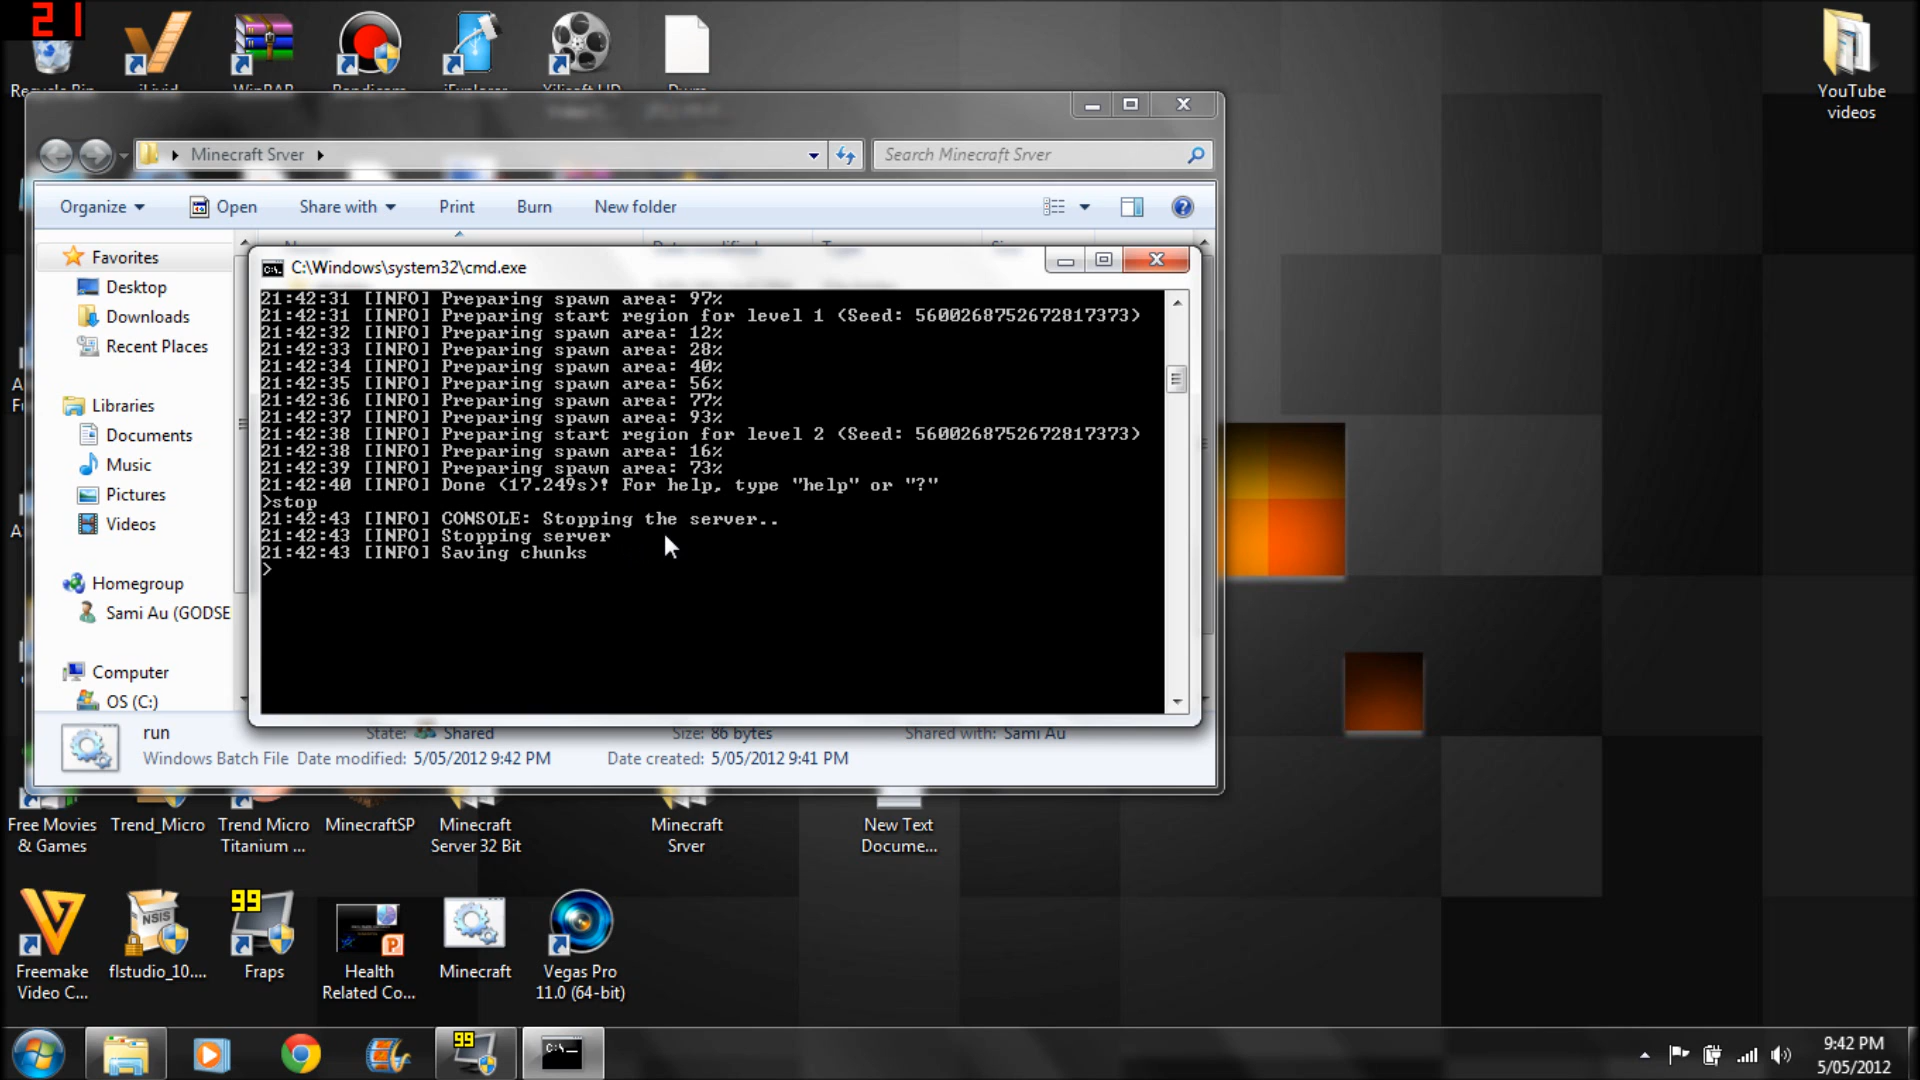 21
Recycle Bin
iLivid
WinRAR
Bandicam
iExplorer
YouTube
videos
Minecraft Srver
Search Minecraft Srver
Organize
Open
Share with
Print
Burn
New folder
Favorites
Desktop
Downloads
Recent Places
Libraries
Documents
Music
Pictures
Videos
Homegroup
Sami Au (GODSE
Computer
OS (C:)
C:\Windows\system32\cmd.exe
21:42:31 [INFO] Preparing spawn area: 97%
21:42:31 [INFO] Preparing start region for level 1 (Seed: 5600268752672817373)
21:42:32 [INFO] Preparing spawn area: 12%
21:42:33 [INFO] Preparing spawn area: 28%
21:42:34 [INFO] Preparing spawn area: 40%
21:42:35 [INFO] Preparing spawn area: 56%
21:42:36 [INFO] Preparing spawn area: 77%
21:42:37 [INFO] Preparing spawn area: 93%
21:42:38 [INFO] Preparing start region for level 2 (Seed: 5600268752672817373)
21:42:38 [INFO] Preparing spawn area: 16%
21:42:39 [INFO] Preparing spawn area: 73%
21:42:40 [INFO] Done (17.249s)! For help, type "help" or "?"
>stop
21:42:43 [INFO] CONSOLE: Stopping the server..
21:42:43 [INFO] Stopping server
21:42:43 [INFO] Saving chunks
>
run
State: Shared
Size: 86 bytes
Shared with: Sami Au
Windows Batch File
Date modified: 5/05/2012 9:42 PM
Date created: 5/05/2012 9:41 PM
Free Movies
& Games
Trend_Micro
Trend Micro
Titanium ...
MinecraftSP
Minecraft
Server 32 Bit
Minecraft
Srver
New Text
Docume...
NSIS
99
Freemake
Video C...
flstudio_10....
Fraps
Health
Related Co...
Minecraft
Vegas Pro
11.0 (64-bit)
99
9:42 PM
5/05/2012